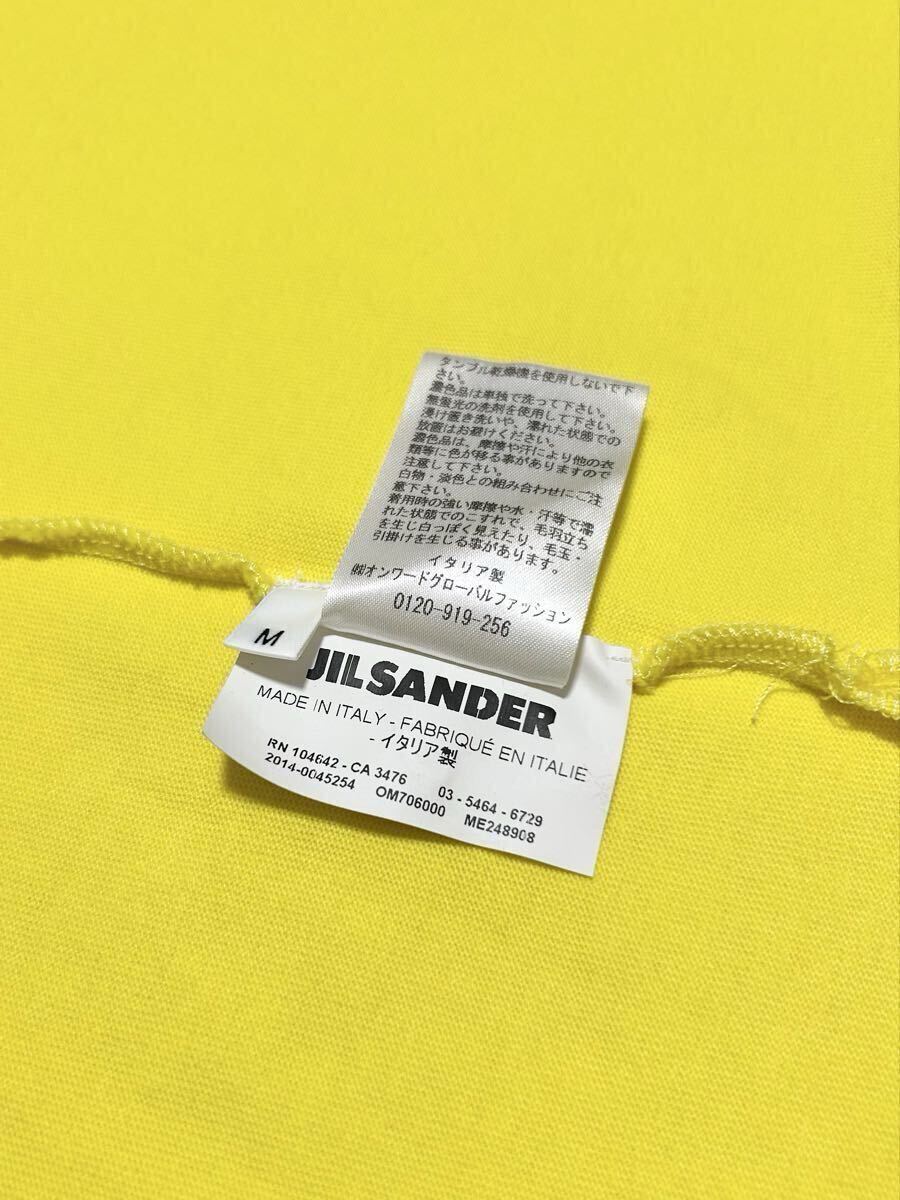 タンブル乾燥機を使用しないで下
さい。
濃色品は単独で洗って下さい。
無蛍光の洗剤を使用して下さい。
浸け置き洗いや、濡れた状態での
放置はお避けください。
濃色品は、摩擦や汗により他の衣
類等に色が移る事がありますので
注意して下さい。
白物・淡色との組み合わせにご注
意下さい。
着用時の強い摩擦や水・汗等で濡
れた状態でのこすれで、毛羽立ち
を生じ白っぽく見えたり、毛玉・
引掛けを生じる事があります。
イタリア製
㈱オンワードグローバルファッション
0120-919-256
M
JIL SANDER
MADE IN ITALY - FABRIQUÉ EN ITALIE
- イタリア製
RN 104642 - CA 3476 03 - 5464 - 6729
2014-0045254 OM706000 ME248908